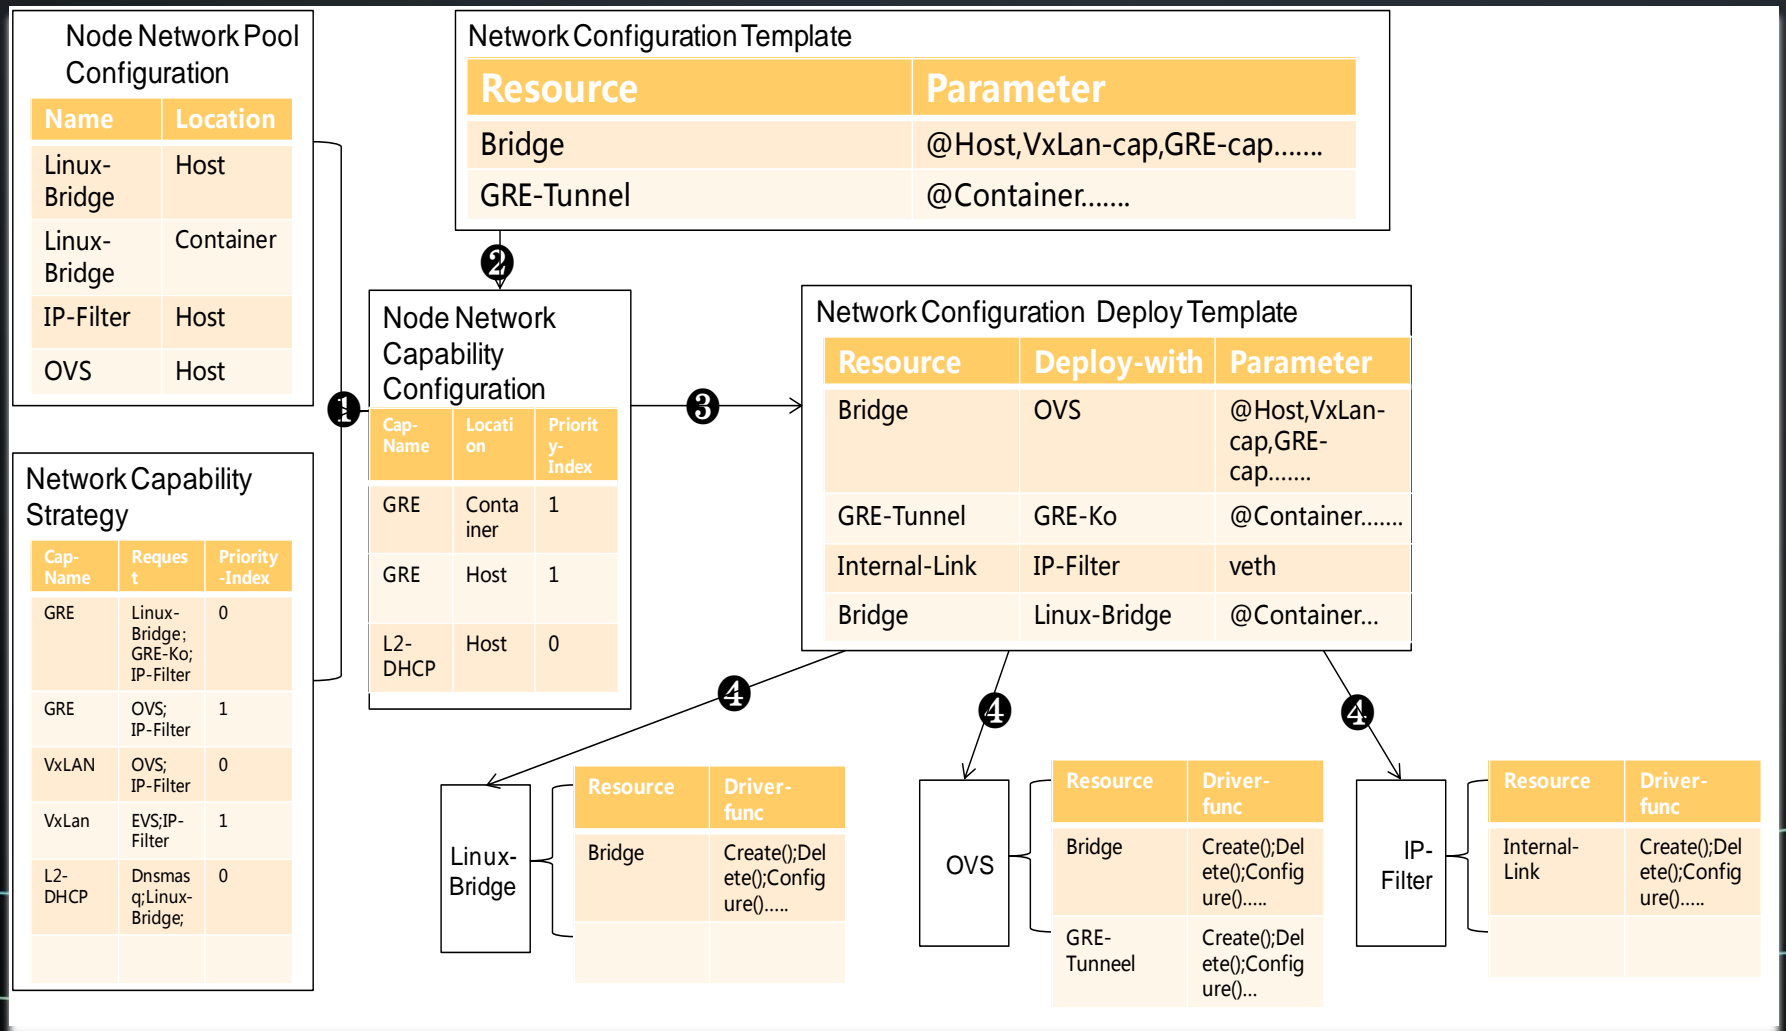 Node Network Pool
Configuration
Name Location
Linux-
Bridge
Host
Linux-
Bridge
Container
IP-Filter Host
OVS Host
Network Configuration Template
Resource Parameter
Bridge @Host,VxLan-cap,GRE-cap.......
GRE-Tunnel @Container.......
2
1
Network Capability
Strategy
Cap-
Name
Reques
t
Priority
-Index
GRE
Linux-
Bridge;
GRE-Ko;
IP-Filter
0
GRE
OVS;
IP-Filter
1
VxLAN
OVS;
IP-Filter
0
VxLan
EVS;IP-
Filter
1
L2-
DHCP
Dnsmas
q;Linux-
Bridge;
0
Node Network
Capability
Configuration
Cap-
Name
Locati
on
Priorit
y-
Index
GRE
Conta
iner
1
GRE Host 1
L2-
DHCP
Host 0
3
Network Configuration Deploy Template
Resource Deploy-with Parameter
Bridge OVS
@Host,VxLan-
cap,GRE-
cap.......
GRE-Tunnel GRE-Ko @Container.......
Internal-Link IP-Filter veth
Bridge Linux-Bridge @Container...
4
4
4
Linux-
Bridge
Resource
Driver-
func
Bridge
Create();Del
ete();Config
ure().....
OVS
Resource
Driver-
func
Bridge
Create();Del
ete();Config
ure().....
GRE-
Tunneel
Create();Del
ete();Config
ure()...
IP-
Filter
Resource
Driver-
func
Internal-
Link
Create();Del
ete();Config
ure().....